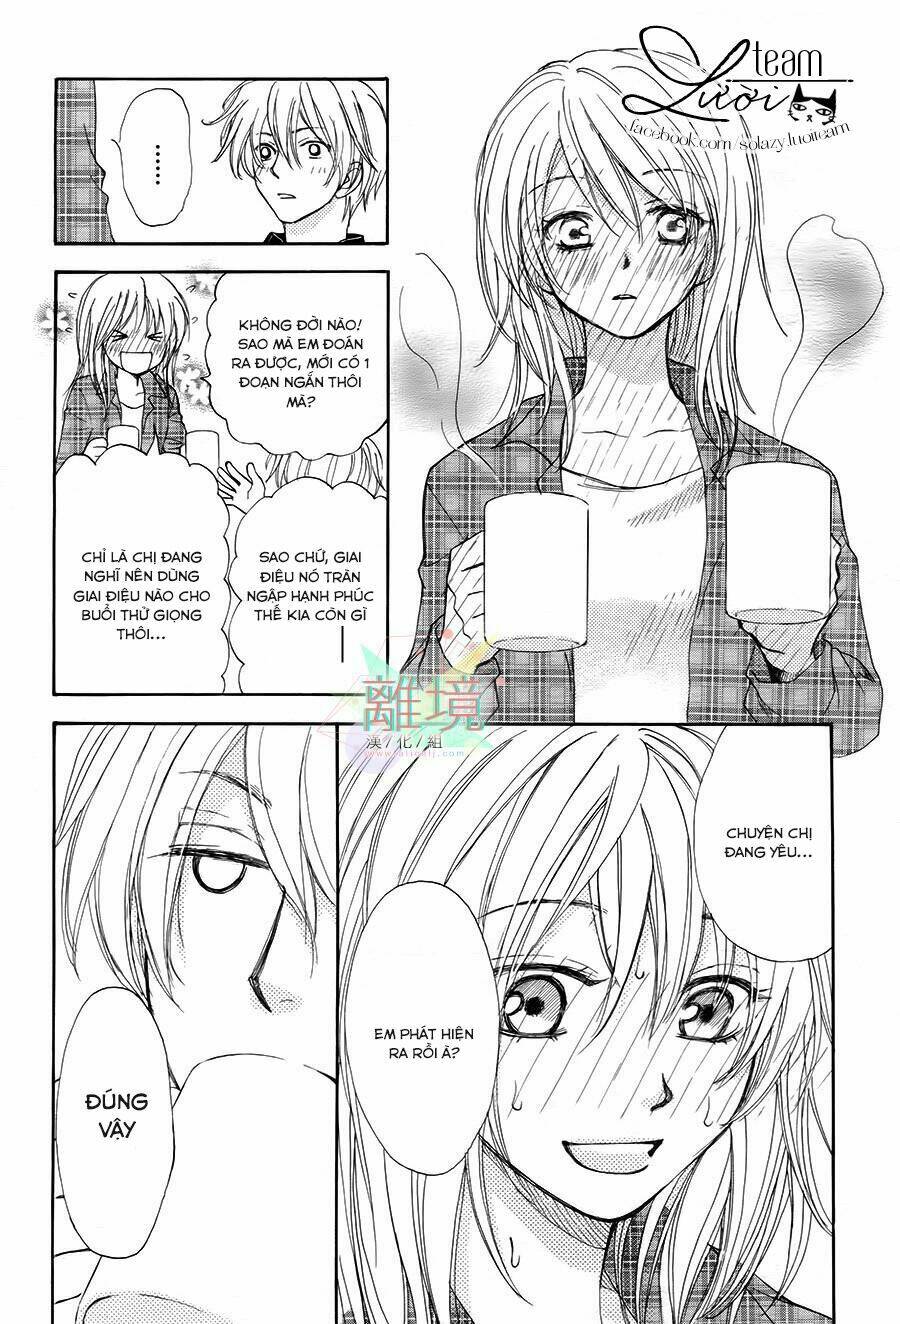 team
Lười
facebook.com/solazy.luoiteam
......
KHÔNG ĐỜI NÀO!
SAO MÀ EM ĐOÁN
RA ĐƯỢC, MỚI CÓ 1
ĐOẠN NGẮN THÔI
MÀ?
CHỈ LÀ CHỊ ĐANG
NGHĨ NÊN DÙNG
GIAI ĐIỆU NÀO CHO
BUỔI THỬ GIỌNG
THÔI...
SAO CHỨ, GIAI
ĐIỆU NÓ TRÀN
NGẬP HẠNH PHÚC
THẾ KIA CÒN GÌ
離境
漢/化/組
CHUYỆN CHỊ
ĐANG YÊU...
EM PHÁT HIỆN
RA RỒI À?
ĐÚNG
VẬY